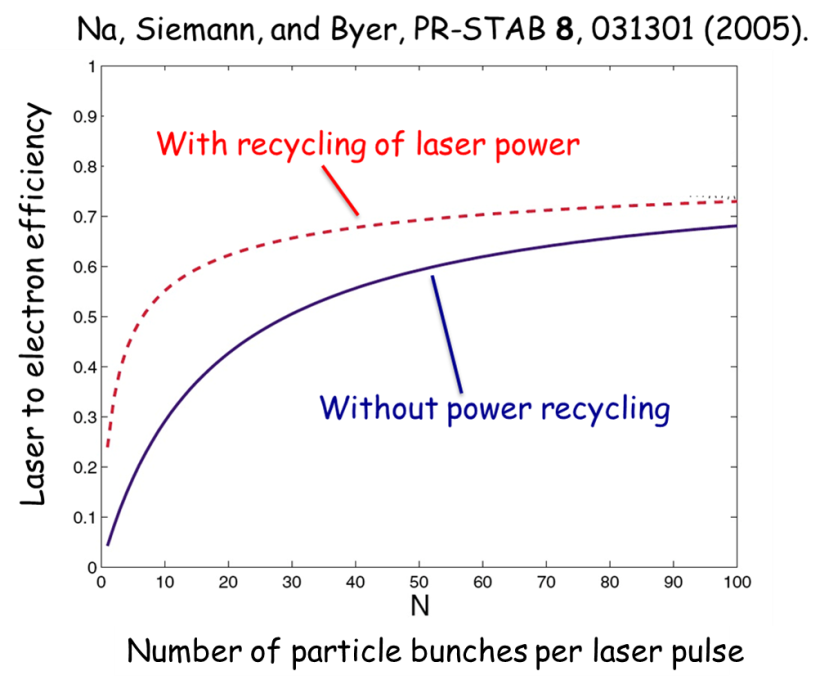 Na, Siemann, and Byer, PR-STAB 8, 031301 (2005).
1
0.9
0.8
0.7
0.6
0.5
0.4
0.3
0.2
0.1
0
Laser to electron efficiency
With recycling of laser power
Without power recycling
0 10 20 30 40 50 60 70 80 90 100
N
Number of particle bunches per laser pulse